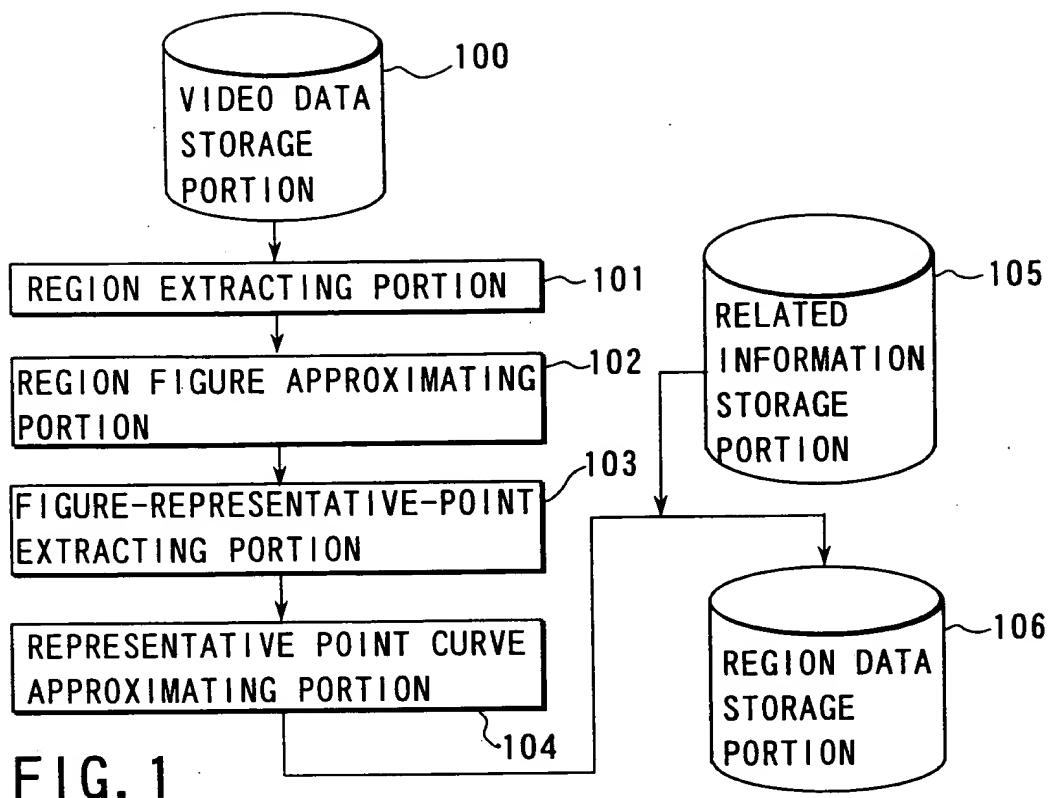 100
VIDEO DATA
STORAGE
PORTION
REGION EXTRACTING PORTION
101
REGION FIGURE APPROXIMATING
PORTION
102
FIGURE-REPRESENTATIVE-POINT
EXTRACTING PORTION
103
REPRESENTATIVE POINT CURVE
APPROXIMATING PORTION
104
105
RELATED
INFORMATION
STORAGE
PORTION
106
REGION DATA
STORAGE
PORTION
FIG. 1